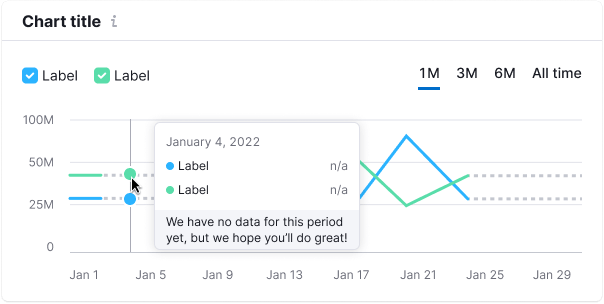 Chart title
Label Label 1M 3M 6M All time
100M
50M
25M
0
January 4, 2022
Label n/a
Label n/a
We have no data for this period
yet, but we hope you'll do great!
Jan 1 Jan 5 Jan 9 Jan 13 Jan 17 Jan 21 Jan 25 Jan 29